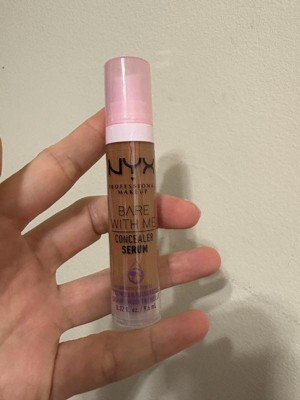 NYX
PROFESSIONAL
MAKEUP
BARE
WITH ME
CONCEALER
SERUM